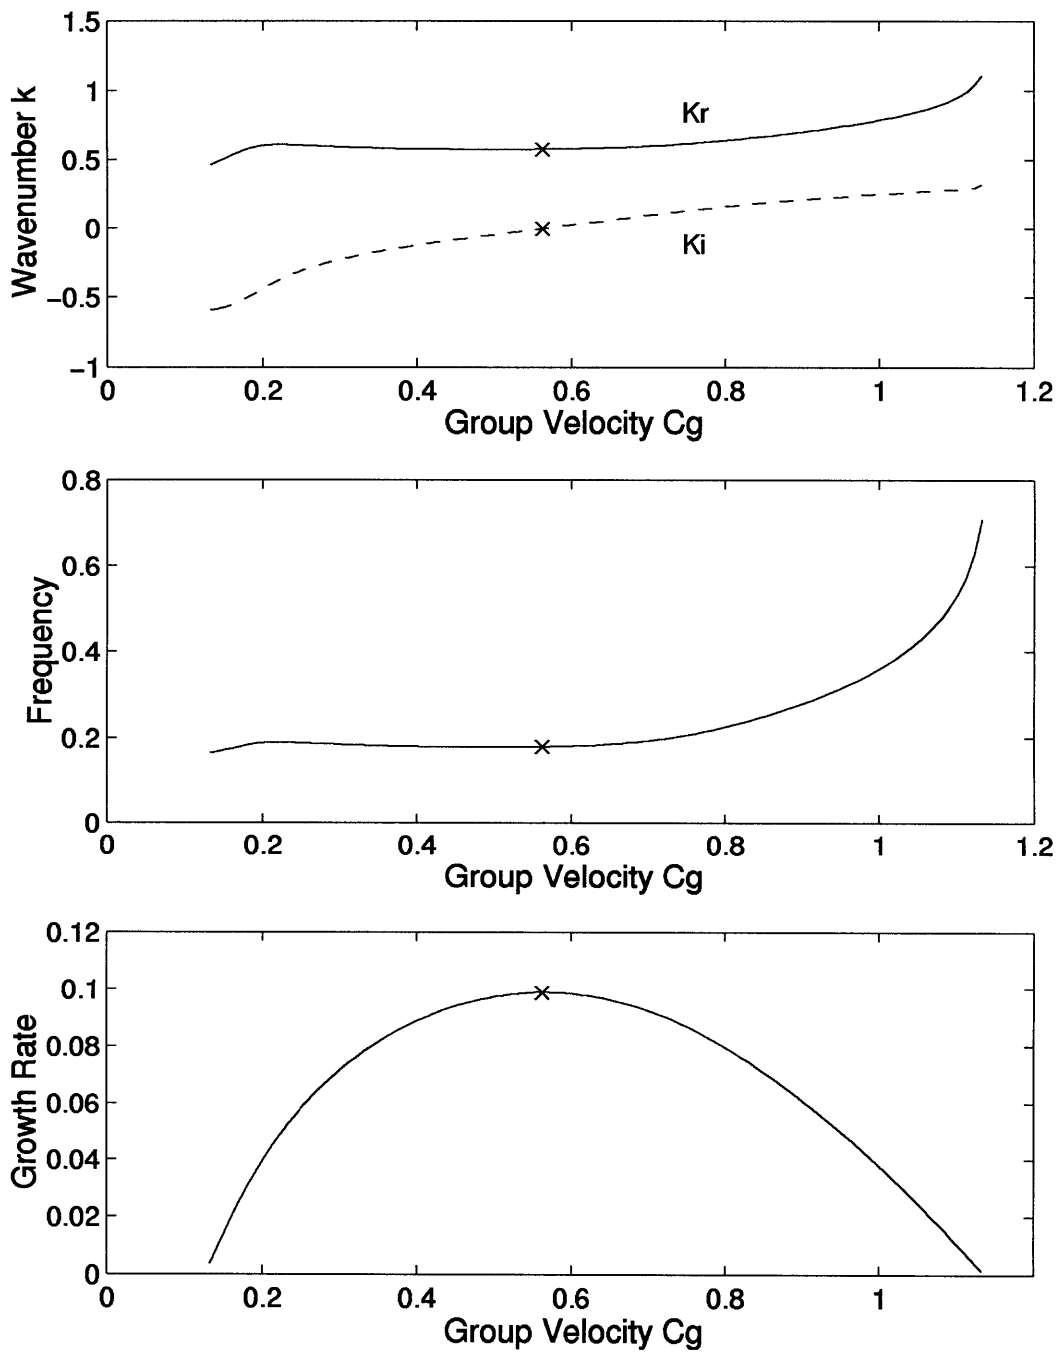 1.5
1
0.5
0
−0.5
−1
Wavenumber k
Kr
Ki
0 0.2 0.4 0.6 0.8 1 1.2
Group Velocity Cg
0.8
0.6
0.4
0.2
0
Frequency
0 0.2 0.4 0.6 0.8 1 1.2
Group Velocity Cg
0.12
0.1
0.08
0.06
0.04
0.02
0
Growth Rate
0 0.2 0.4 0.6 0.8 1
Group Velocity Cg